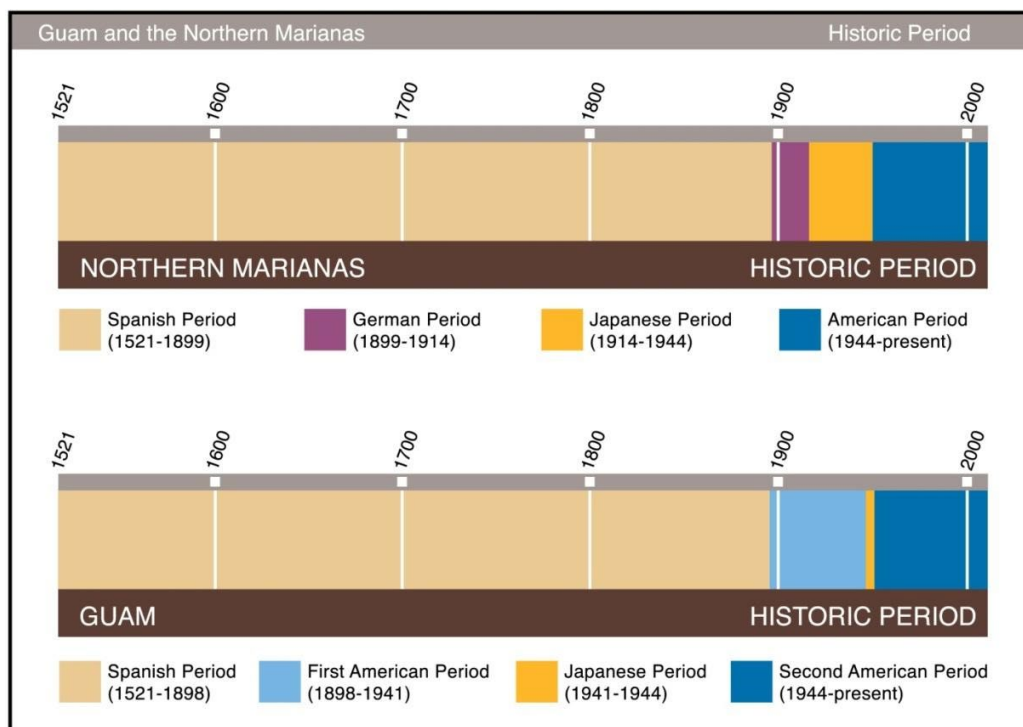 Guam and the Northern Marianas Historic Period
1521 1600 1700 1800 1900 2000
NORTHERN MARIANAS HISTORIC PERIOD
Spanish Period German Period Japanese Period American Period
(1521-1899) (1899-1914) (1914-1944) (1944-present)
1521 1600 1700 1800 1900 2000
GUAM HISTORIC PERIOD
Spanish Period First American Period Japanese Period Second American Period
(1521-1898) (1898-1941) (1941-1944) (1944-present)